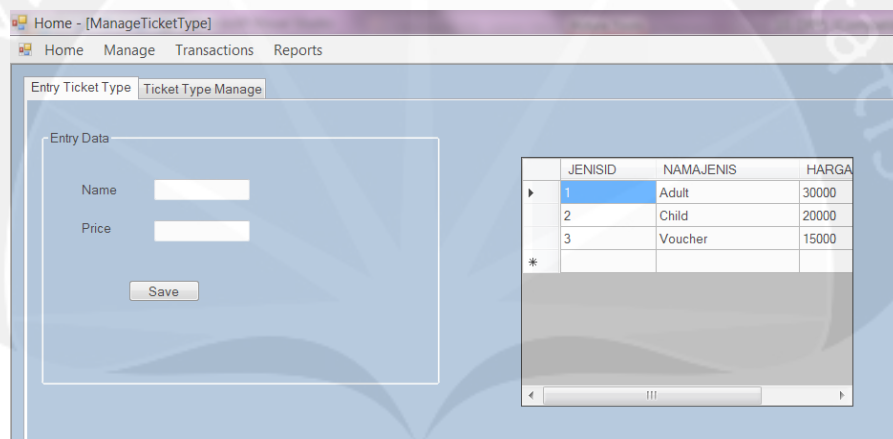 Home - [ManageTicketType]
Home Manage Transactions Reports
Entry Ticket Type Ticket Type Manage
Entry Data
Name
Price
Save
JENISID NAMAJENIS HARGA
1 Adult 30000
2 Child 20000
3 Voucher 15000